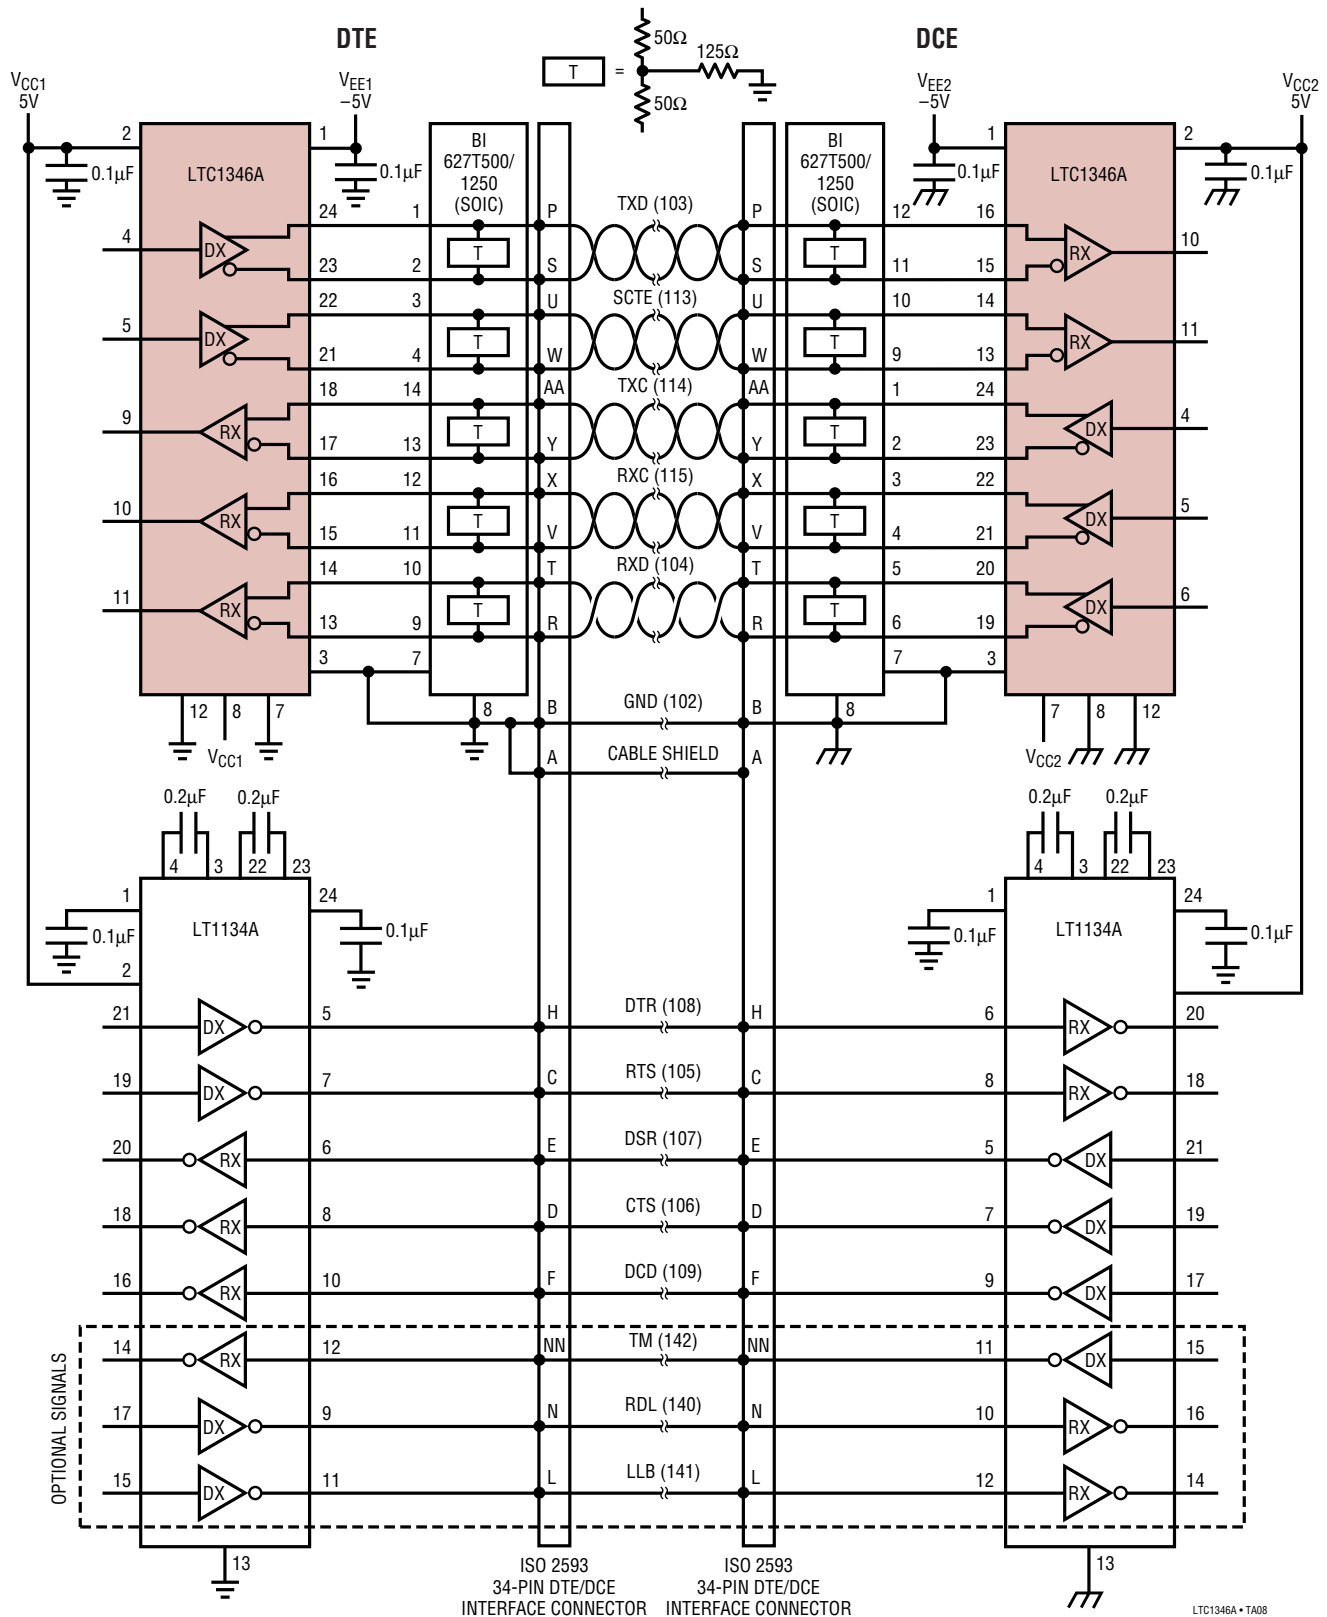 DTE
DCE
50Ω
125Ω
T =
50Ω
VCC1
5V
VEE1
–5V
VEE2
–5V
VCC2
5V
2
1
1
2
0.1µF
0.1µF
0.1µF
0.1µF
LTC1346A
BI
627T500/
1250
(SOIC)
BI
627T500/
1250
(SOIC)
LTC1346A
24 1 P TXD (103) P 12 16
4 DX T T RX 10
23 2 S S 11 15
22 3 U SCTE (113) U 10 14
5 DX T T RX 11
21 4 W W 9 13
18 14 AA TXC (114) AA 1 24
9 RX T T DX 4
17 13 Y Y 2 23
16 12 X RXC (115) X 3 22
10 RX T T DX 5
15 11 V V 4 21
14 10 T RXD (104) T 5 20
11 RX T T DX 6
13 9 R R 6 19
3 7 7 3
12 8 7 8 B GND (102) B 8 7 8 12
VCC1 A CABLE SHIELD A VCC2
0.2µF 0.2µF 0.2µF 0.2µF
4 3 22 23 4 3 22 23
1 24 1 24
0.1µF LT1134A 0.1µF 0.1µF LT1134A 0.1µF
2
21 DX 5 H DTR (108) H 6 RX 20
19 DX 7 C RTS (105) C 8 RX 18
20 RX 6 E DSR (107) E 5 DX 21
18 RX 8 D CTS (106) D 7 DX 19
16 RX 10 F DCD (109) F 9 DX 17
OPTIONAL SIGNALS
14 RX 12 NN TM (142) NN 11 DX 15
17 DX 9 N RDL (140) N 10 RX 16
15 DX 11 L LLB (141) L 12 RX 14
13 13
ISO 2593
34-PIN DTE/DCE
INTERFACE CONNECTOR
ISO 2593
34-PIN DTE/DCE
INTERFACE CONNECTOR
LTC1346A • TA08